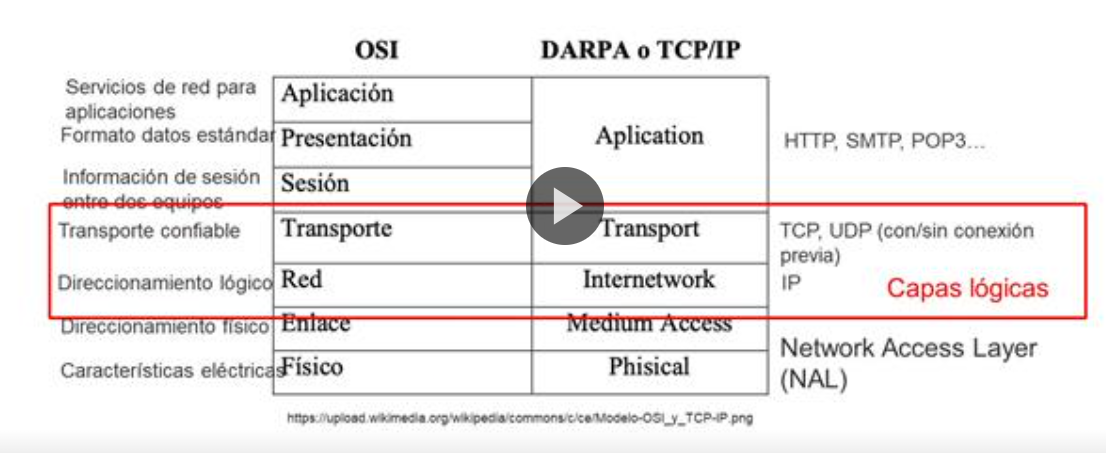 OSI DARPA o TCP/IP
Servicios de red para
aplicaciones
Aplicación
Formato datos estándar
Presentación
Aplication
HTTP, SMTP, POP3...
Información de sesión
entre dos equipos
Sesión
Transporte confiable
Transporte
Transport
TCP, UDP (con/sin conexión
previa)
Direccionamiento lógico
Red
Internetwork
IP
Capas lógicas
Direccionamiento físico
Enlace
Medium Access
Network Access Layer
(NAL)
Características eléctricas
Físico
Phisical
https://upload.wikimedia.org/wikipedia/commons/c/ce/Modelo-OSI_y_TCP-IP.png